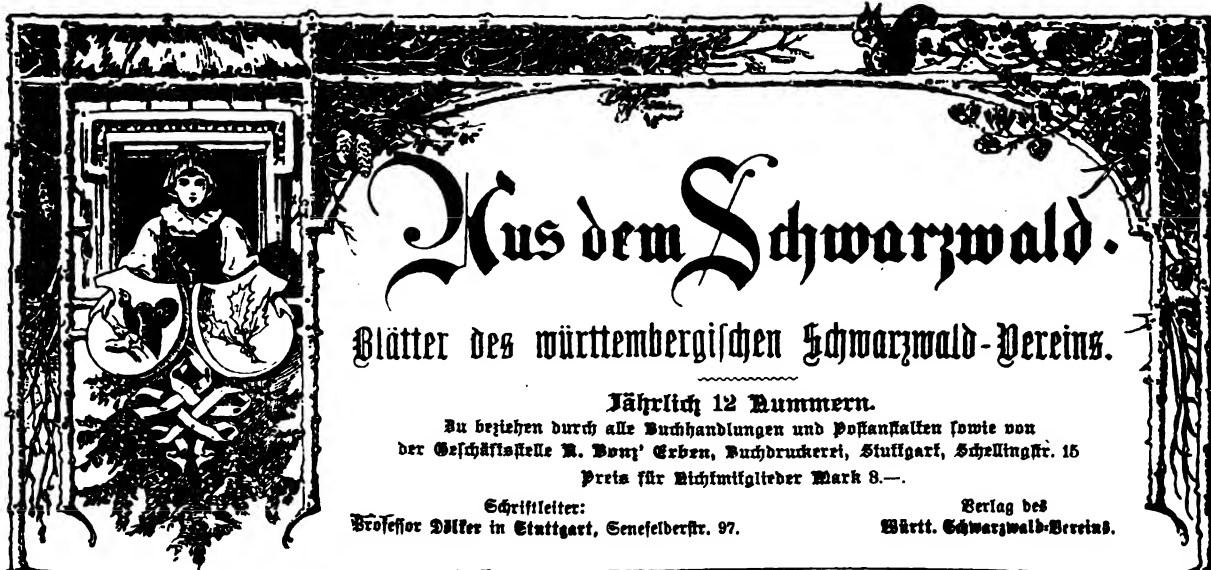 Aus dem Schwarzwald.
Blätter des württembergischen Schwarzwald-Vereins.
Jährlich 12 Nummern.
Zu beziehen durch alle Buchhandlungen und Postanstalten sowie von
der Geschäftsstelle A. Bonz' Erben, Buchdruckerei, Stuttgart, Schellingstr. 15
Preis für Nichtmitglieder Mark 8.—.
Schriftleiter:
Professor Dölker in Stuttgart, Senefelderstr. 97.
Verlag des
Württ. Schwarzwald-Vereins.